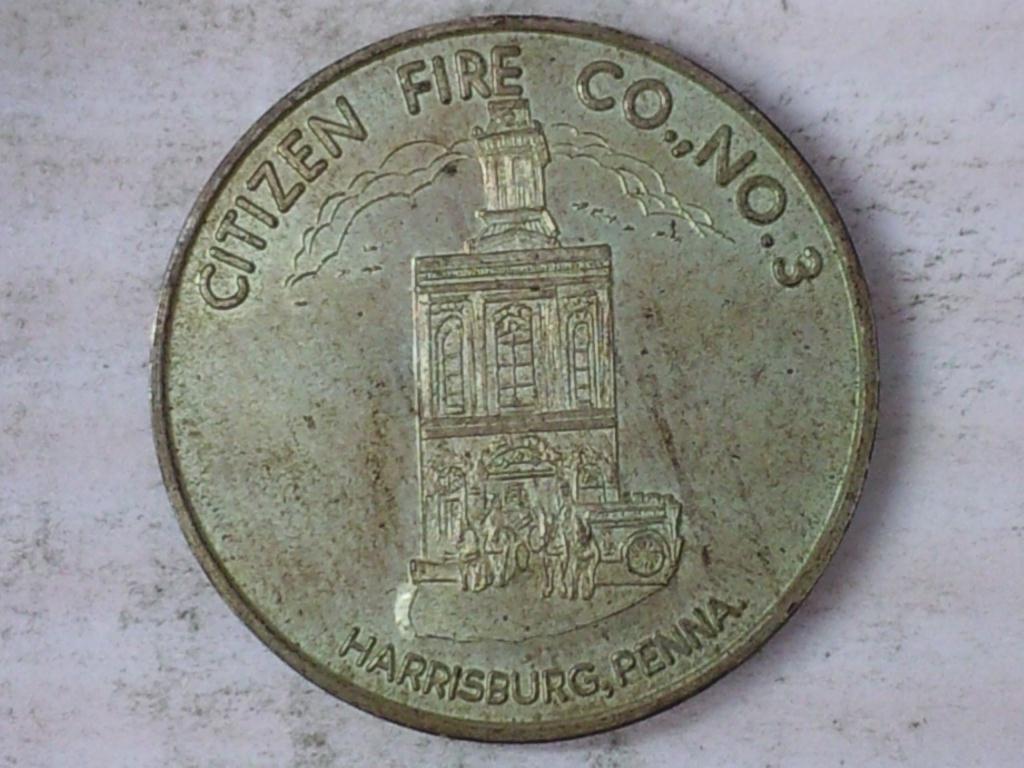 CITIZEN FIRE CO., NO. 3
HARRISBURG, PENNA.